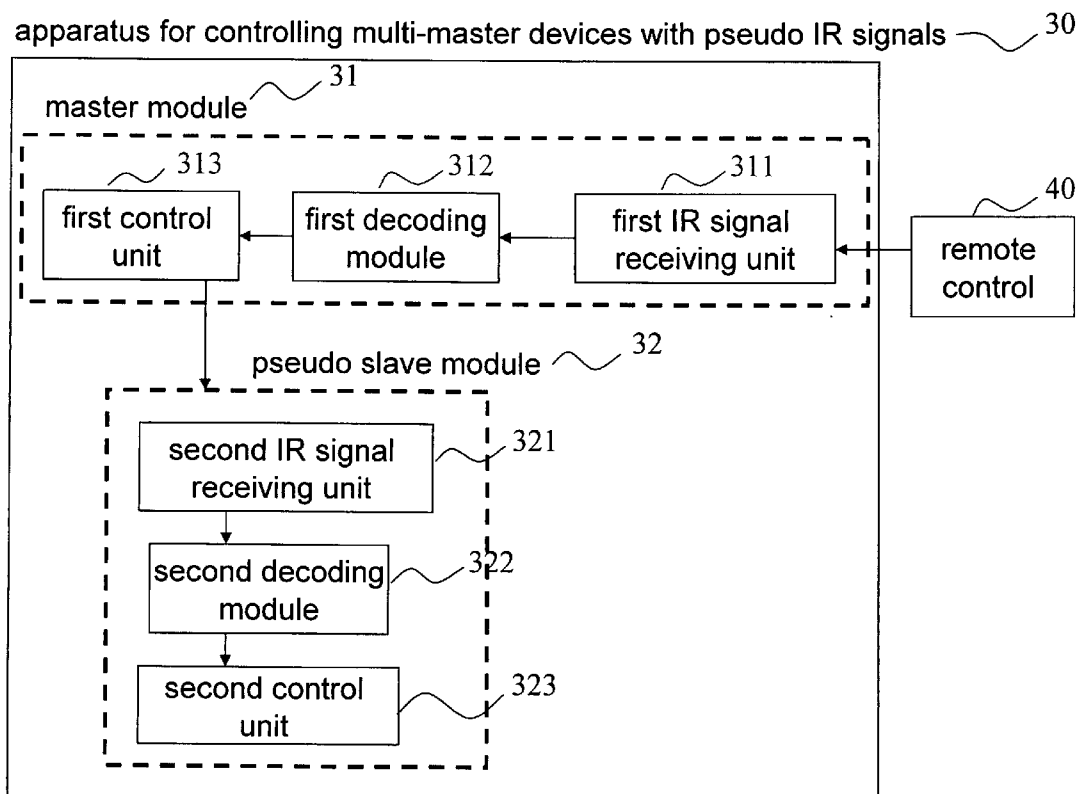 apparatus for controlling multi-master devices with pseudo IR signals 30
31
master module
313 312 311 40
first control unit
first decoding module
first IR signal receiving unit
remote control
32
pseudo slave module
second IR signal receiving unit
321
second decoding module
322
second control unit
323